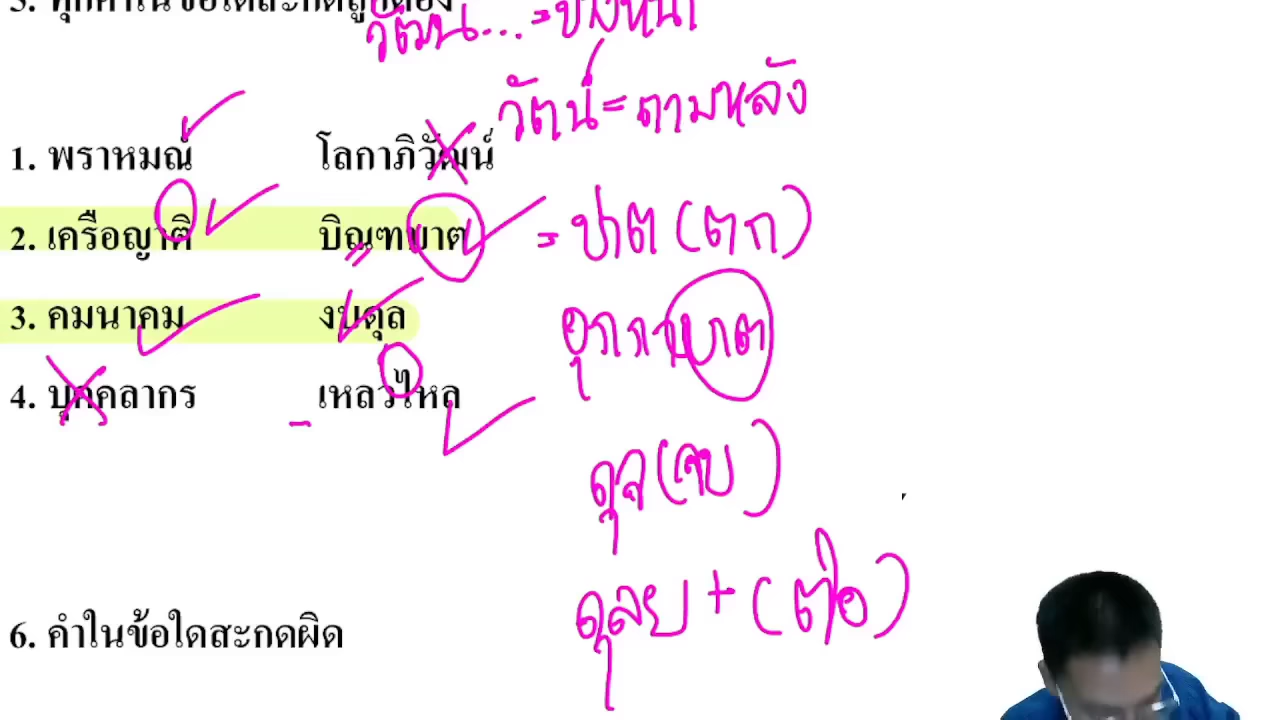 5. ทุกคำในข้อใดสะกดถูกต้อง
วัฒน... = ข้างหน้า
วัตน์ = ตามหลัง
1. พราหมณ์ โลกาภิวัฒน์
2. เครือญาติ บิณฑบาต = ปาต (ตก)
3. คมนาคม งบดุล
อุกกาบาต
4. บุคคลากร เหลวไหล
ดุล (จบ)
ดุลย + (ต่อ)
6. คำในข้อใดสะกดผิด